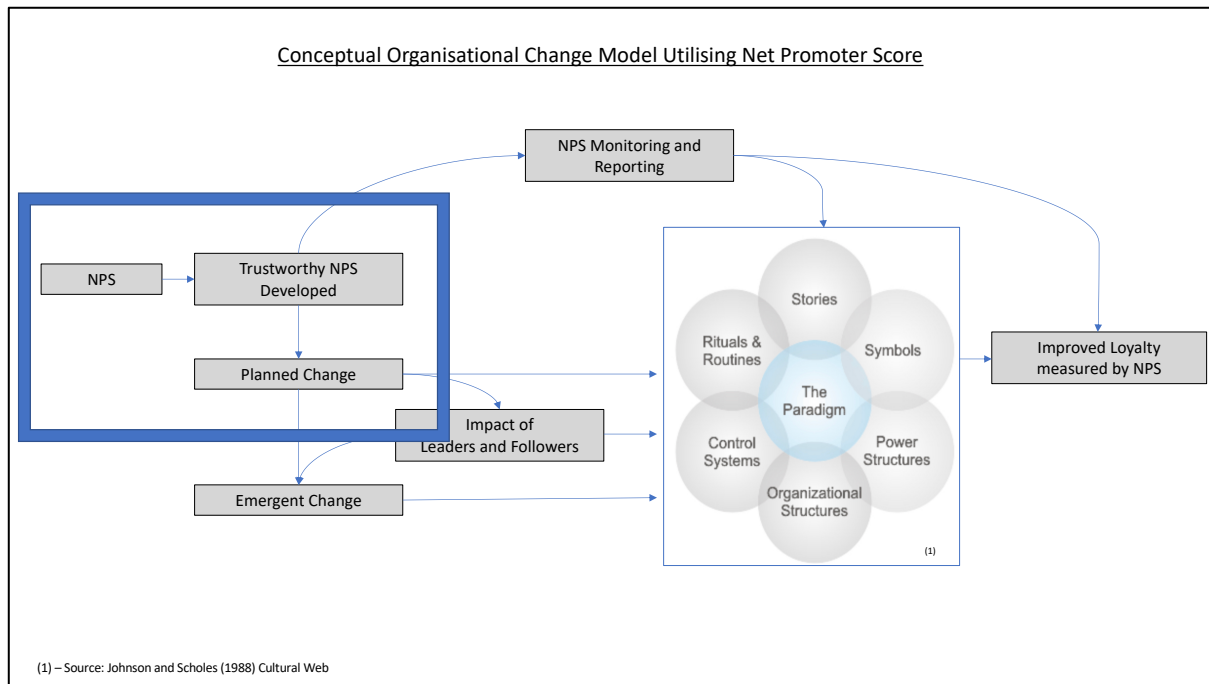 Conceptual Organisational Change Model Utilising Net Promoter Score
NPS Monitoring and
Reporting
NPS
Trustworthy NPS
Developed
Planned Change
Impact of
Leaders and Followers
Emergent Change
Stories
Rituals &
Routines
Symbols
The
Paradigm
Control
Systems
Power
Structures
Organizational
Structures
(1)
Improved Loyalty
measured by NPS
(1) – Source: Johnson and Scholes (1988) Cultural Web